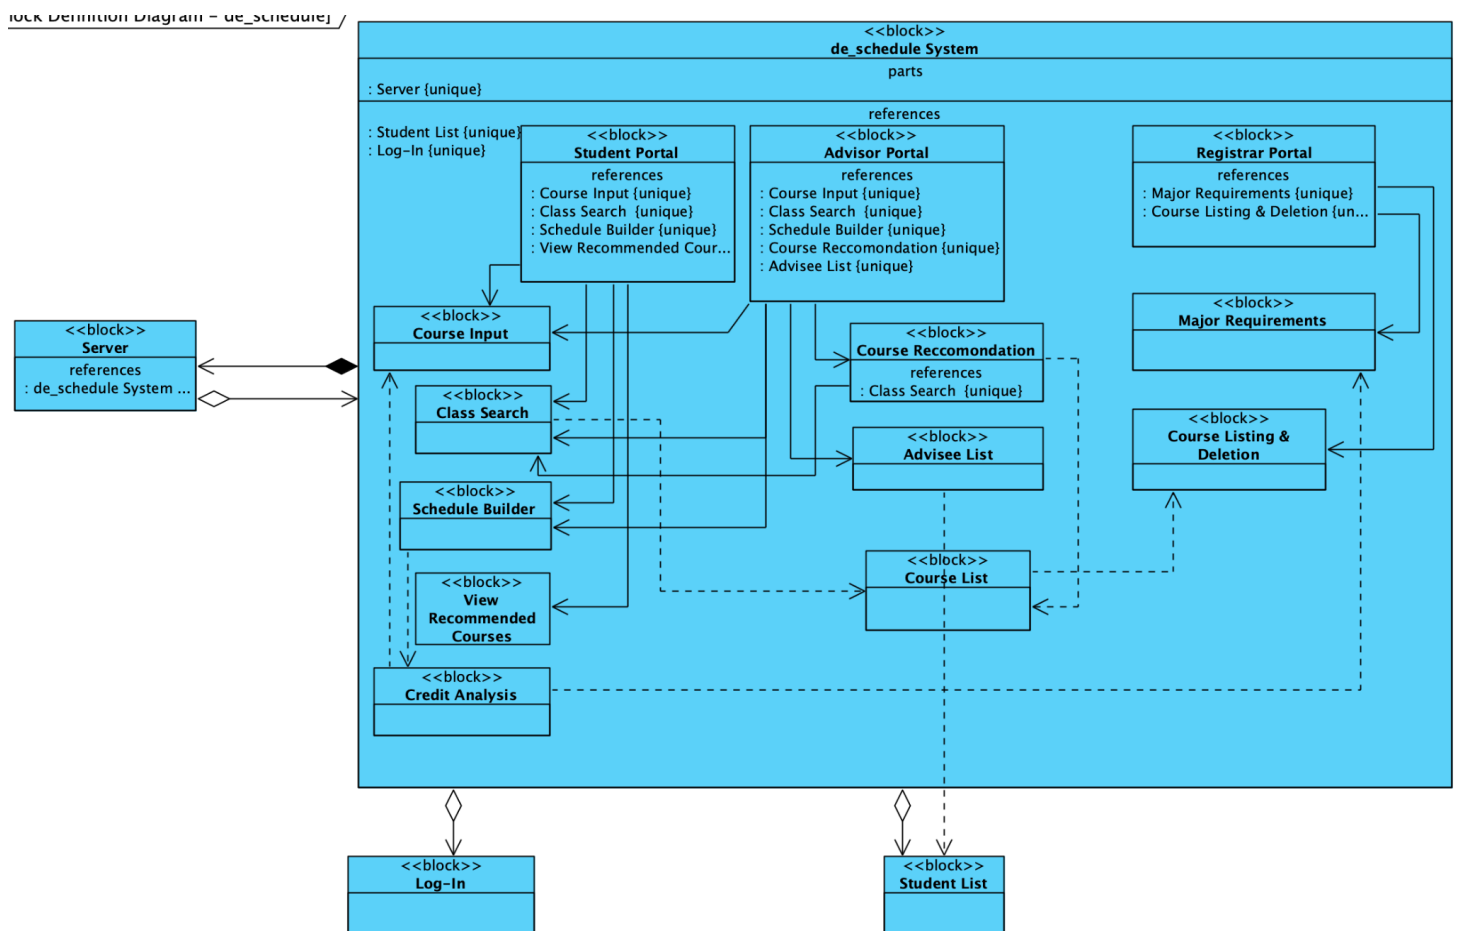 lock Definition Diagram - de_schedule]
<<block>>
de_schedule System
parts
: Server {unique}
references
: Student List {unique}
: Log-In {unique}
<<block>>
Student Portal
references
: Course Input {unique}
: Class Search {unique}
: Schedule Builder {unique}
: View Recommended Cour...
<<block>>
Advisor Portal
references
: Course Input {unique}
: Class Search {unique}
: Schedule Builder {unique}
: Course Reccomondation {unique}
: Advisee List {unique}
<<block>>
Registrar Portal
references
: Major Requirements {unique}
: Course Listing & Deletion {un...
<<block>>
Server
references
: de_schedule System ...
<<block>>
Course Input
<<block>>
Class Search
<<block>>
Schedule Builder
<<block>>
View
Recommended
Courses
<<block>>
Credit Analysis
<<block>>
Course Reccomondation
references
: Class Search {unique}
<<block>>
Advisee List
<<block>>
Course List
<<block>>
Major Requirements
<<block>>
Course Listing &
Deletion
<<block>>
Log-In
<<block>>
Student List